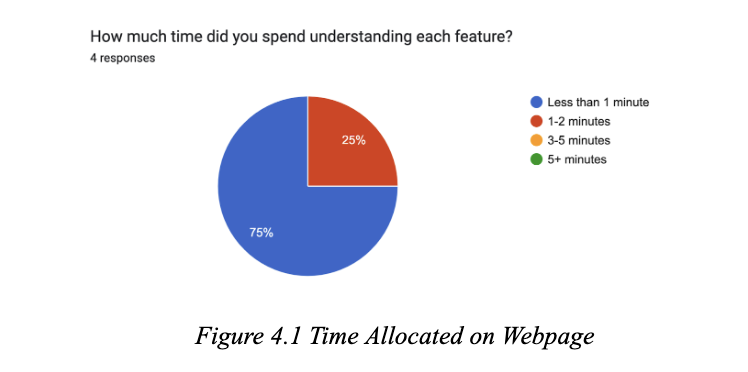 How much time did you spend understanding each feature?
4 responses
Less than 1 minute
1-2 minutes
3-5 minutes
5+ minutes
25%
75%
Figure 4.1 Time Allocated on Webpage